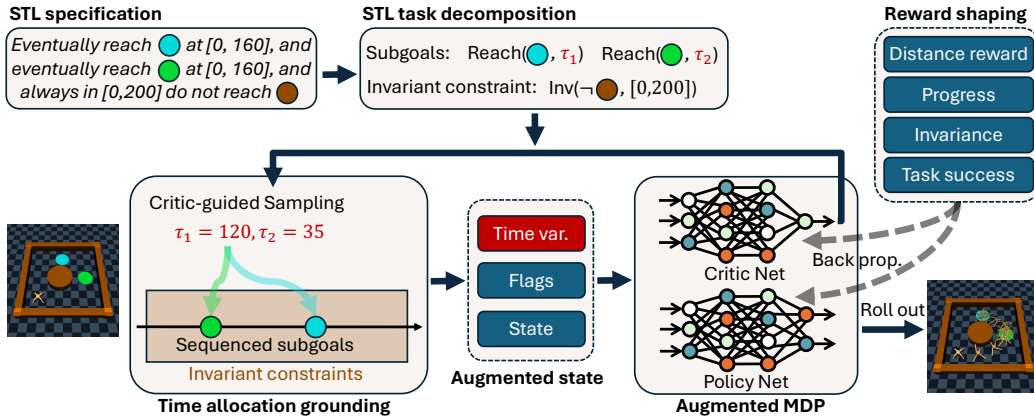 STL specification
Eventually reach at [0, 160], and
eventually reach at [0, 160], and
always in [0,200] do not reach
STL task decomposition
Subgoals: Reach( , τ₁) Reach( , τ₂)
Invariant constraint: Inv(¬ , [0,200])
Reward shaping
Distance reward
Progress
Invariance
Task success
Critic-guided Sampling
τ₁ = 120, τ₂ = 35
Sequenced subgoals
Invariant constraints
Time allocation grounding
Time var.
Flags
State
Augmented state
Critic Net
Policy Net
Augmented MDP
Back prop.
Roll out